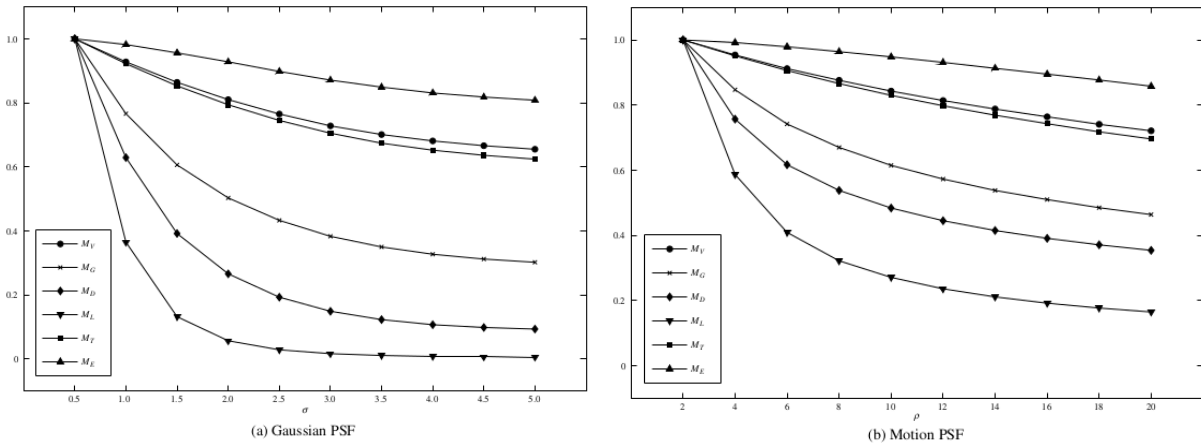 1.0
0.8
0.6
0.4
0.2
0
M_V
M_G
M_D
M_L
M_T
M_E
0.5 1.0 1.5 2.0 2.5 3.0 3.5 4.0 4.5 5.0
σ
(a) Gaussian PSF
1.0
0.8
0.6
0.4
0.2
0
M_V
M_G
M_D
M_L
M_T
M_E
2 4 6 8 10 12 14 16 18 20
ρ
(b) Motion PSF